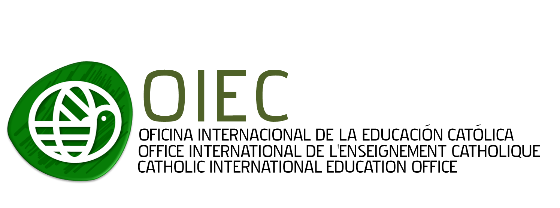 OIEC
OFICINA INTERNACIONAL DE LA EDUCACIÓN CATÓLICA
OFFICE INTERNATIONAL DE L'ENSEIGNEMENT CATHOLIQUE
CATHOLIC INTERNATIONAL EDUCATION OFFICE